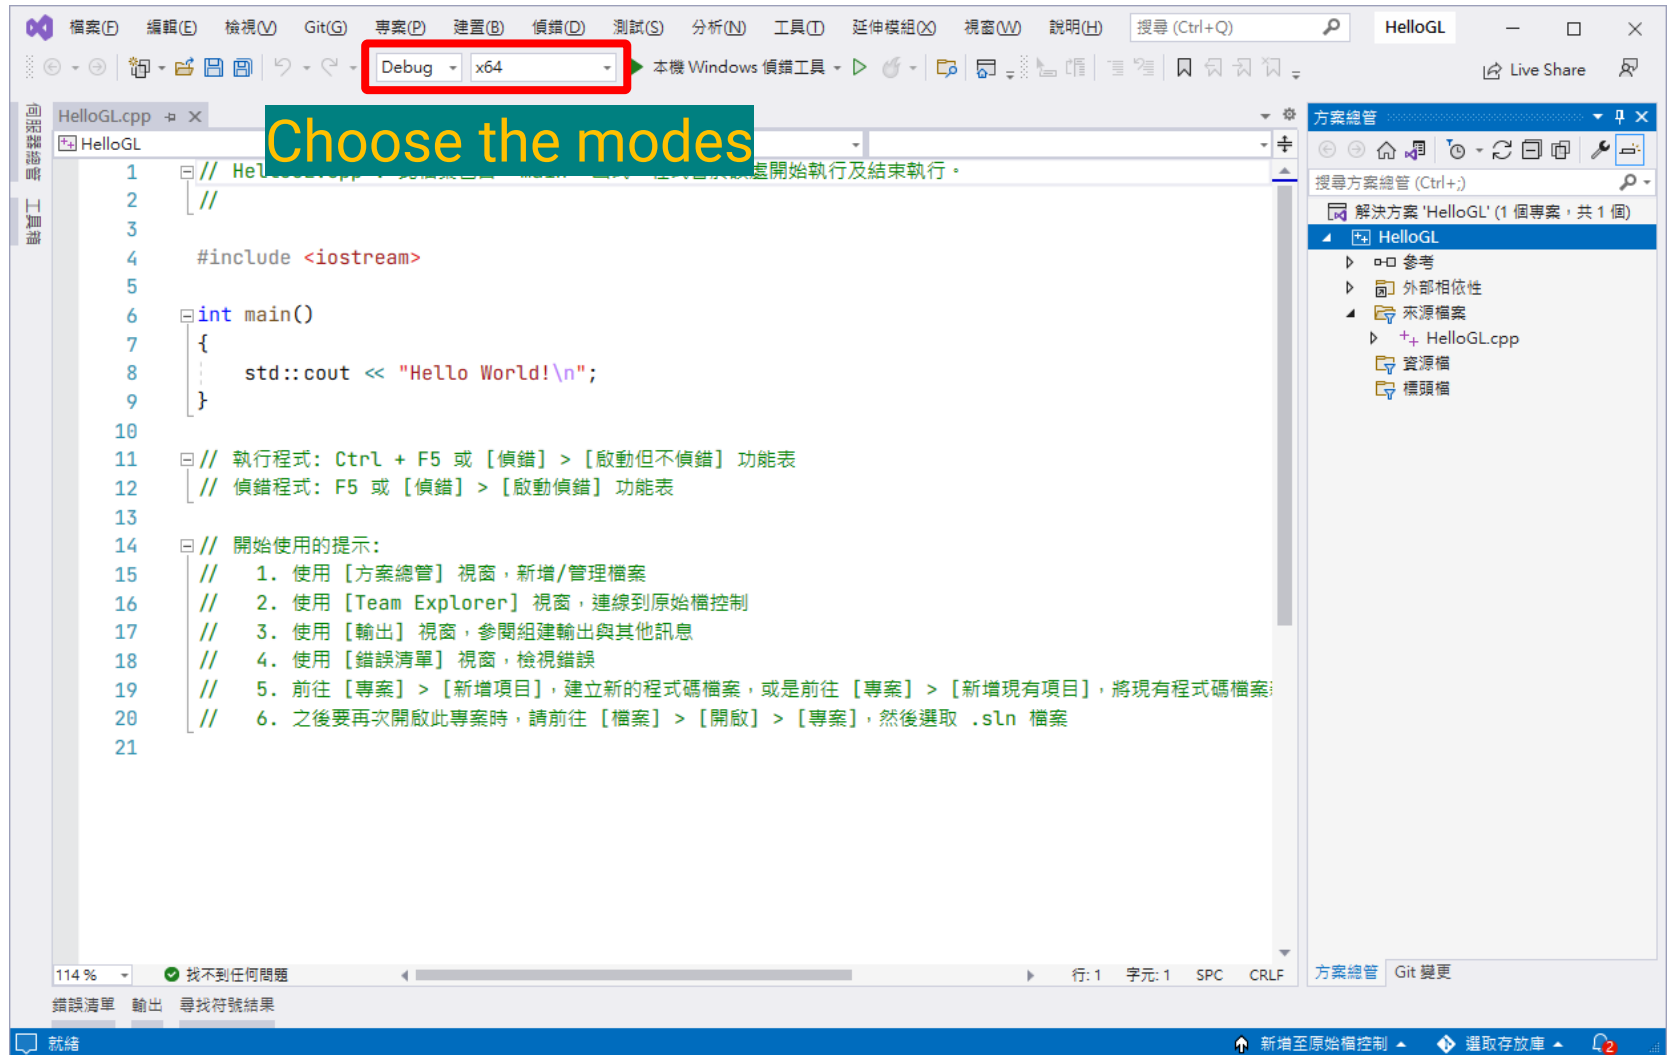 檔案(F) 編輯(E) 檢視(V) Git(G) 專案(P) 建置(B) 偵錯(D) 測試(S) 分析(N) 工具(T) 延伸模組(X) 視窗(W) 說明(H) 搜尋 (Ctrl+Q) HelloGL
Debug x64 本機 Windows 偵錯工具 Live Share
伺服器總管
工具箱
HelloGL.cpp
HelloGL
Choose the modes
1 // 處開始執行及結束執行。
2 //
3
4 #include <iostream>
5
6 int main()
7 {
8 std::cout << "Hello World!\n";
9 }
10
11 // 執行程式: Ctrl + F5 或 [偵錯] > [啟動但不偵錯] 功能表
12 // 偵錯程式: F5 或 [偵錯] > [啟動偵錯] 功能表
13
14 // 開始使用的提示:
15 // 1. 使用 [方案總管] 視窗，新增/管理檔案
16 // 2. 使用 [Team Explorer] 視窗，連線到原始檔控制
17 // 3. 使用 [輸出] 視窗，參閱組建輸出與其他訊息
18 // 4. 使用 [錯誤清單] 視窗，檢視錯誤
19 // 5. 前往 [專案] > [新增項目]，建立新的程式碼檔案，或是前往 [專案] > [新增現有項目]，將現有程式碼檔案
20 // 6. 之後要再次開啟此專案時，請前往 [檔案] > [開啟] > [專案]，然後選取 .sln 檔案
21
方案總管
搜尋方案總管 (Ctrl+;)
解決方案 'HelloGL' (1 個專案，共 1 個)
HelloGL
參考
外部相依性
來源檔案
HelloGL.cpp
資源檔
標頭檔
114 % 找不到任何問題 行: 1 字元: 1 SPC CRLF
方案總管 Git 變更
錯誤清單 輸出 尋找符號結果
就緒 新增至原始檔控制 選取存放庫 2